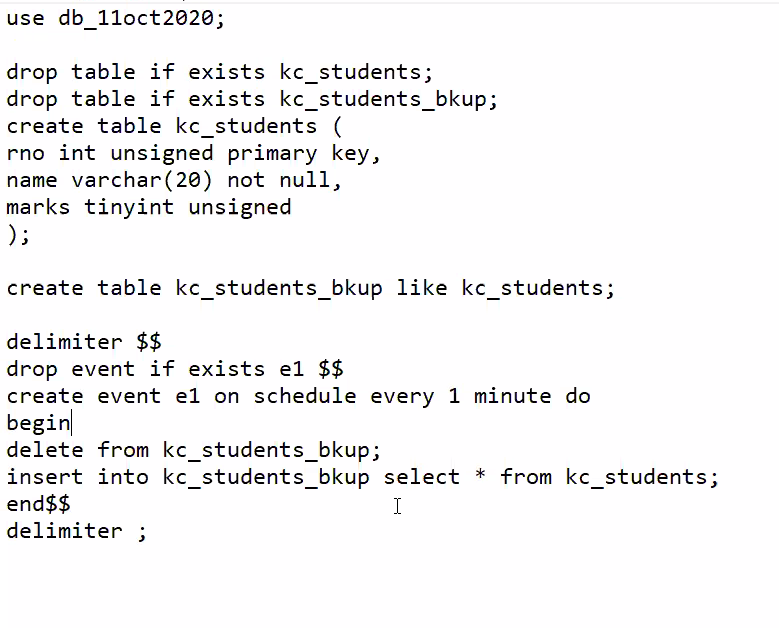 use db_11oct2020;
drop table if exists kc_students;
drop table if exists kc_students_bkup;
create table kc_students (
rno int unsigned primary key,
name varchar(20) not null,
marks tinyint unsigned
);
create table kc_students_bkup like kc_students;
delimiter $$
drop event if exists e1 $$
create event e1 on schedule every 1 minute do
begin
delete from kc_students_bkup;
insert into kc_students_bkup select * from kc_students;
end$$
delimiter ;